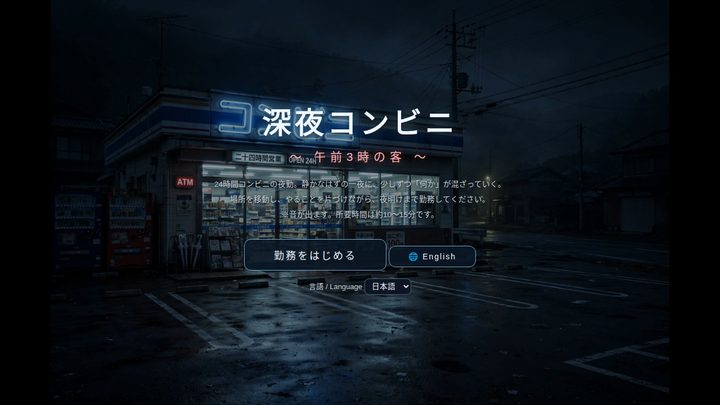 深夜コンビニ
二十四時間営業 OPEN 24h
～ 午前3時の客 ～
ATM
24時間コンビニの夜勤。静かなはずの一夜に、少しずつ「何か」が混ざっていく。
場所を移動し、やることを片づけながら、夜明けまで勤務してください。
※音が出ます。所要時間は約10〜15分です。
勤務をはじめる
🌐 English
言語 / Language 日本語